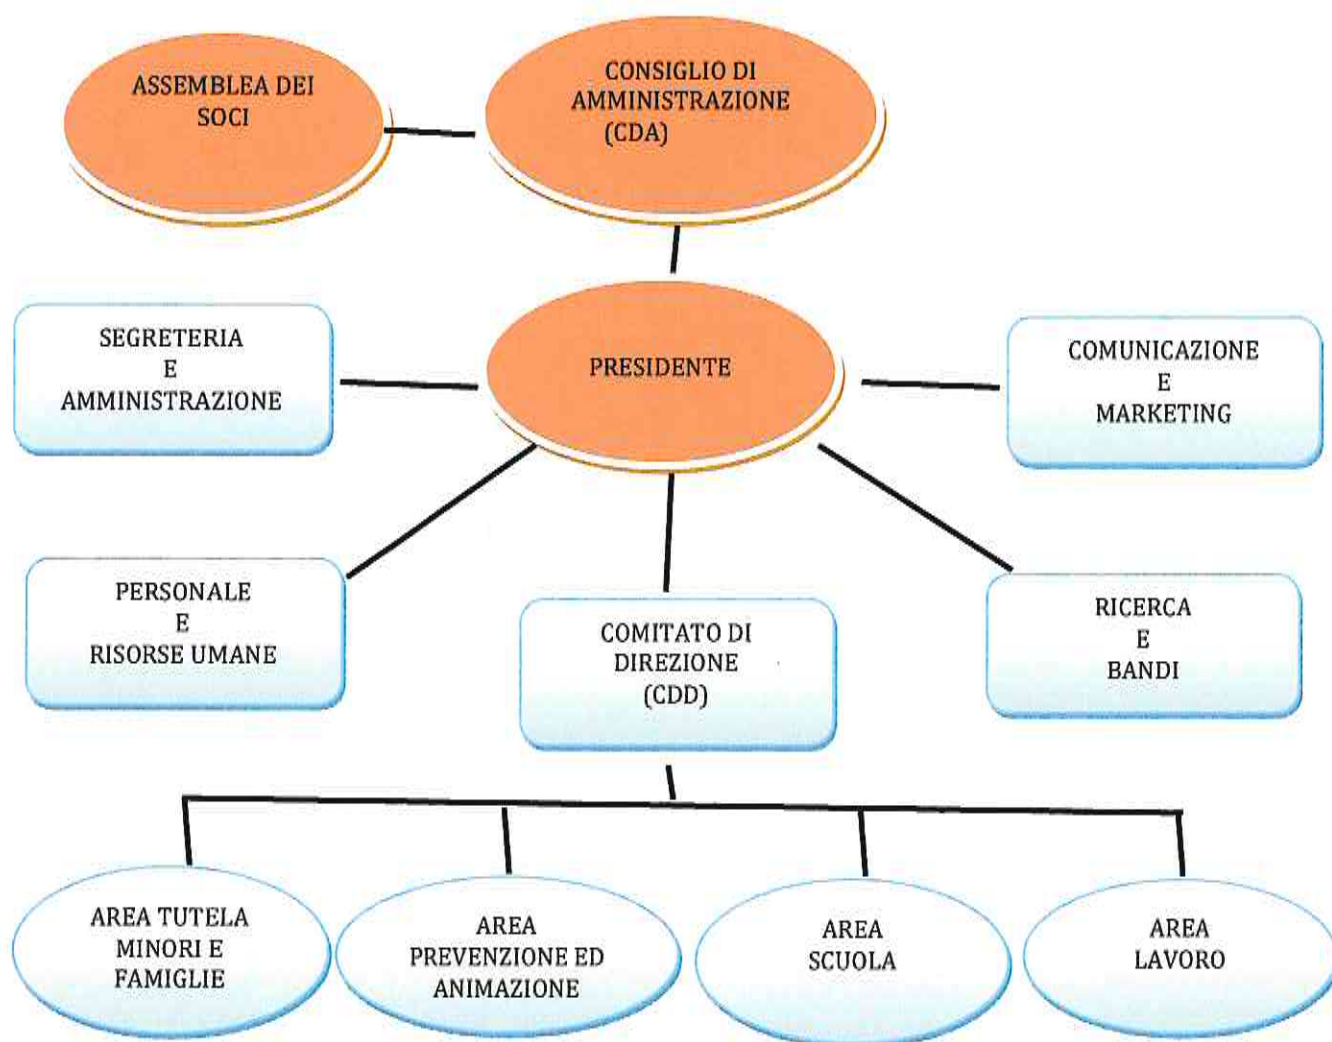 ASSEMBLEA DEI
SOCI
CONSIGLIO DI
AMMINISTRAZIONE
(CDA)
SEGRETERIA
E
AMMINISTRAZIONE
PRESIDENTE
COMUNICAZIONE
E
MARKETING
PERSONALE
E
RISORSE UMANE
COMITATO DI
DIREZIONE
(CDD)
RICERCA
E
BANDI
AREA TUTELA
MINORI E
FAMIGLIE
AREA
PREVENZIONE ED
ANIMAZIONE
AREA
SCUOLA
AREA
LAVORO